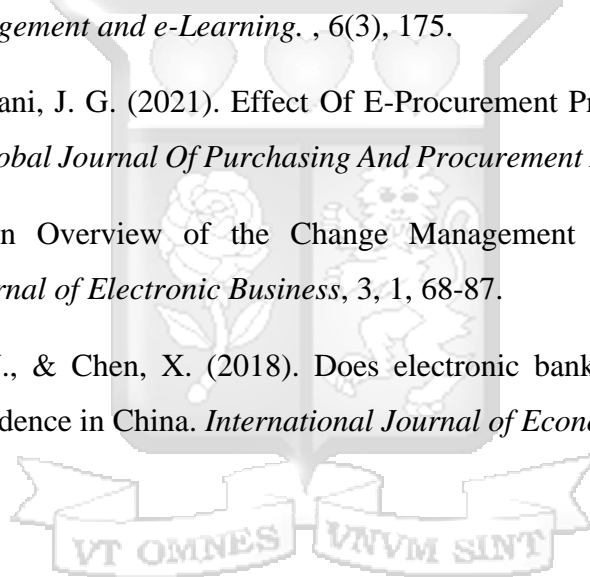 gement and e-Learning. , 6(3), 175.
ani, J. G. (2021). Effect Of E-Procurement Pr
obal Journal Of Purchasing And Procurement
n Overview of the Change Management
rnal of Electronic Business, 3, 1, 68-87.
., & Chen, X. (2018). Does electronic bank
dence in China. International Journal of Econ
VT OMNES VNVM SINT